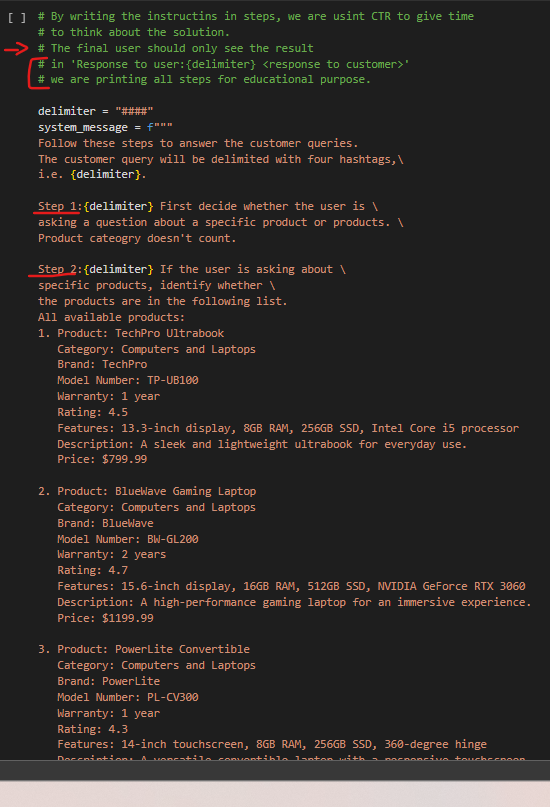 [ ] # By writing the instructins in steps, we are usint CTR to give time
# to think about the solution.
# The final user should only see the result
# in 'Response to user:{delimiter} <response to customer>'
# we are printing all steps for educational purpose.
delimiter = "####"
system_message = f"""
Follow these steps to answer the customer queries.
The customer query will be delimited with four hashtags,\
i.e. {delimiter}.
Step 1:{delimiter} First decide whether the user is \
asking a question about a specific product or products. \
Product cateogry doesn't count.
Step 2:{delimiter} If the user is asking about \
specific products, identify whether \
the products are in the following list.
All available products:
1. Product: TechPro Ultrabook
Category: Computers and Laptops
Brand: TechPro
Model Number: TP-UB100
Warranty: 1 year
Rating: 4.5
Features: 13.3-inch display, 8GB RAM, 256GB SSD, Intel Core i5 processor
Description: A sleek and lightweight ultrabook for everyday use.
Price: $799.99
2. Product: BlueWave Gaming Laptop
Category: Computers and Laptops
Brand: BlueWave
Model Number: BW-GL200
Warranty: 2 years
Rating: 4.7
Features: 15.6-inch display, 16GB RAM, 512GB SSD, NVIDIA GeForce RTX 3060
Description: A high-performance gaming laptop for an immersive experience.
Price: $1199.99
3. Product: PowerLite Convertible
Category: Computers and Laptops
Brand: PowerLite
Model Number: PL-CV300
Warranty: 1 year
Rating: 4.3
Features: 14-inch touchscreen, 8GB RAM, 256GB SSD, 360-degree hinge
Description: A versatile convertible laptop with a responsive touchscreen